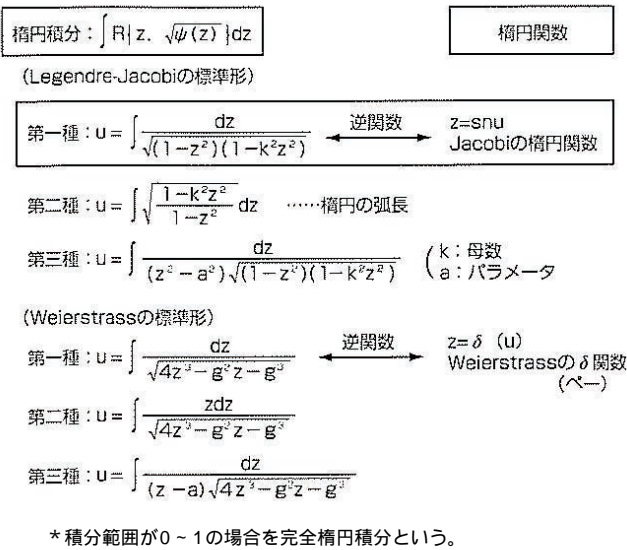 楕円積分：∫R{z. √ψ(z) }dz
楕円関数
(Legendre-Jacobiの標準形)
第一種：u = ∫ dz / √(1−z²)(1−k²z²) 逆関数 z=snu
Jacobiの楕円関数
第二種：u = ∫ √(1−k²z² / 1−z²) dz ……楕円の弧長
第三種：u = ∫ dz / (z²−a²)√(1−z²)(1−k²z²) ( k：母数
a：パラメータ
(Weierstrassの標準形)
第一種：u = ∫ dz / √4z³−g²z−g³ 逆関数 z=δ (u)
Weierstrassのδ関数
(ペー)
第二種：u = ∫ zdz / √4z³−g²z−g³
第三種：u = ∫ dz / (z−a)√4z³−g²z−g³
*積分範囲が0~1の場合を完全楕円積分という。